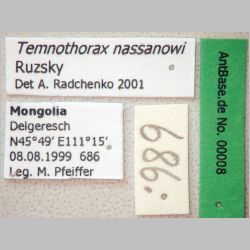 Temnothorax nassanowi
Ruzsky
Det A. Radchenko 2001
Mongolia
Delgeresch
N45°49' E111°15'
08.08.1999 686
Leg. M. Pfeiffer
686
AntBase.de No. 00008